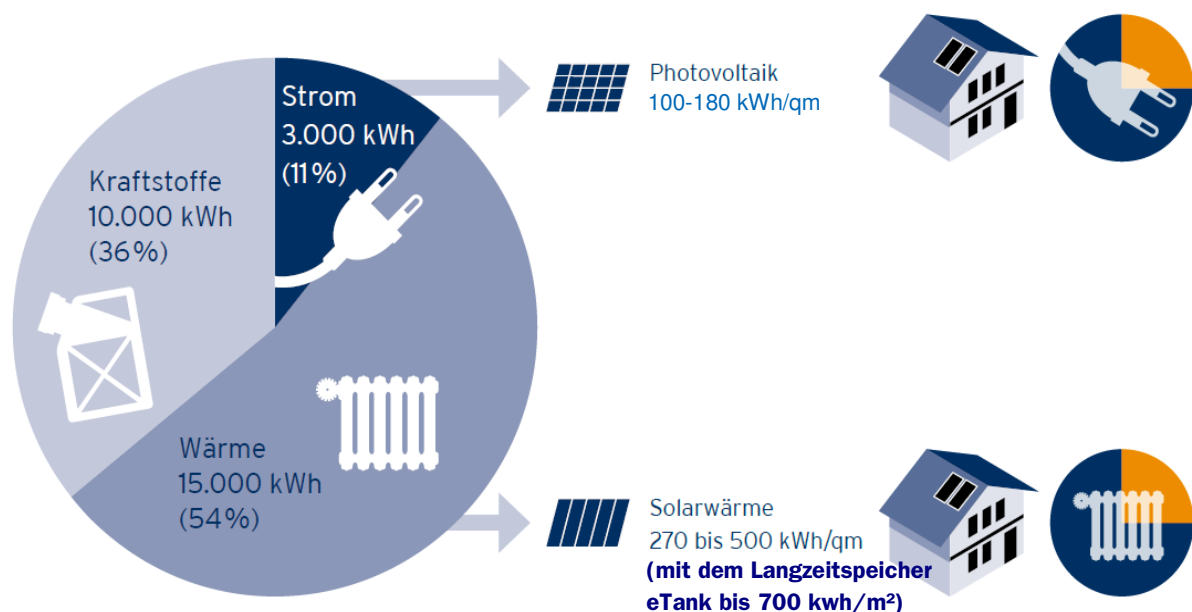 Strom
3.000 kWh
(11%)
Kraftstoffe
10.000 kWh
(36%)
Wärme
15.000 kWh
(54%)
Photovoltaik
100-180 kWh/qm
Solarwärme
270 bis 500 kWh/qm
(mit dem Langzeitspeicher
eTank bis 700 kwh/m²)